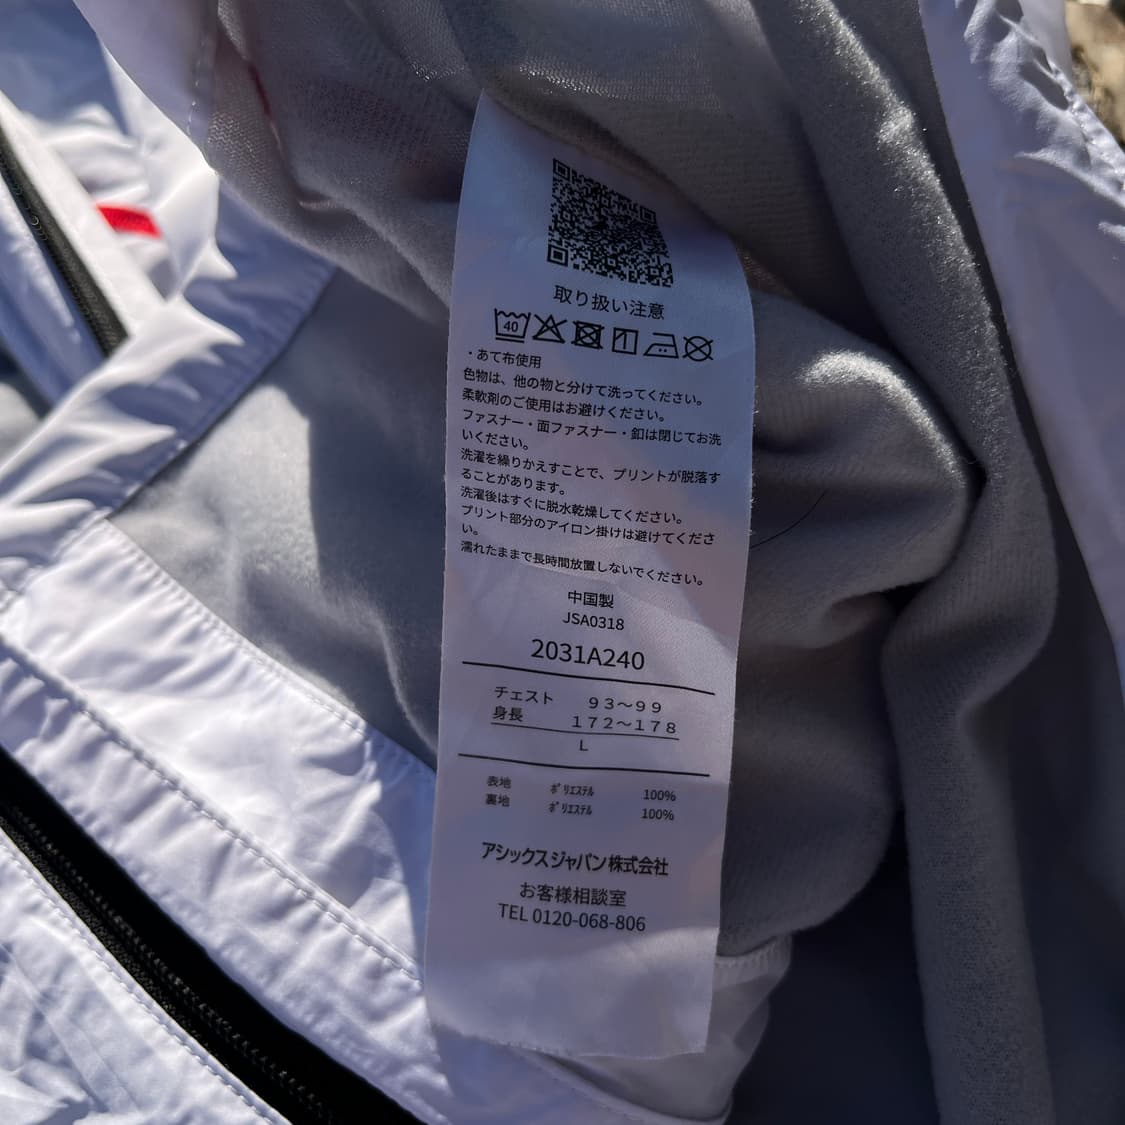 取り扱い注意
40
・あて布使用
色物は、他の物と分けて洗ってください。
柔軟剤のご使用はお避けください。
ファスナー・面ファスナー・釦は閉じてお洗
いください。
洗濯を繰りかえすことで、プリントが脱落す
ることがあります。
洗濯後はすぐに脱水乾燥してください。
プリント部分のアイロン掛けは避けてくださ
い。
濡れたままで長時間放置しないでください。
中国製
JSA0318
2031A240
チェスト 93〜99
身長 172〜178
L
表地 ポリエステル 100%
裏地 ポリエステル 100%
アシックスジャパン株式会社
お客様相談室
TEL 0120-068-806